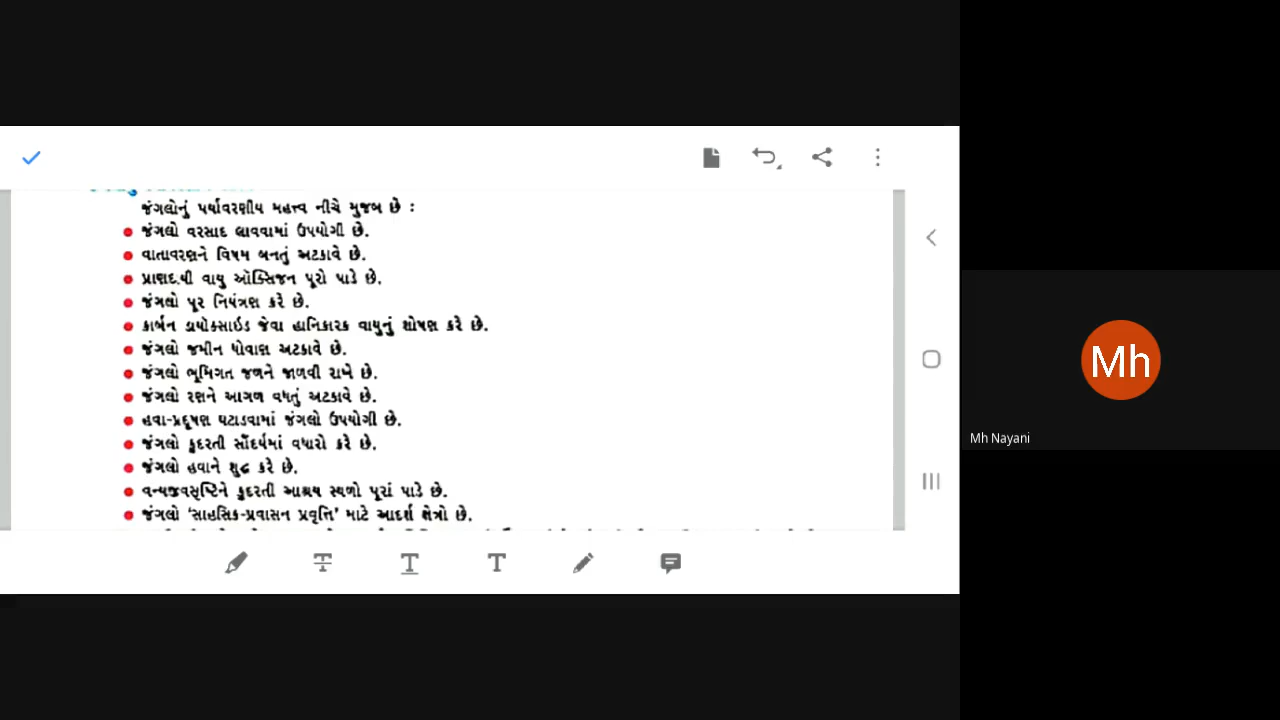 જંગલોનું પર્યાવરણીય મહત્ત્વ નીચે મુજબ છે :
જંગલો વરસાદ લાવવામાં ઉપયોગી છે.
વાતાવરણને વિષમ બનતું અટકાવે છે.
પ્રાણદાયી વાયુ ઑક્સિજન પૂરો પાડે છે.
જંગલો પૂર નિયંત્રણ કરે છે.
કાર્બન ડાયોક્સાઇડ જેવા હાનિકારક વાયુનું શોષણ કરે છે.
જંગલો જમીન ધોવાણ અટકાવે છે.
જંગલો ભૂમિગત જળને જાળવી રાખે છે.
જંગલો રણને આગળ વધતું અટકાવે છે.
હવા-પ્રદૂષણ ઘટાડવામાં જંગલો ઉપયોગી છે.
જંગલો કુદરતી સૌંદર્યમાં વધારો કરે છે.
જંગલો હવાને શુદ્ધ કરે છે.
વન્યજીવસૃષ્ટિને કુદરતી આશ્રય સ્થળો પૂરાં પાડે છે.
જંગલો ‘સાહસિક-પ્રવાસન પ્રવૃત્તિ’ માટે આદર્શ ક્ષેત્રો છે.
Mh
Mh Nayani